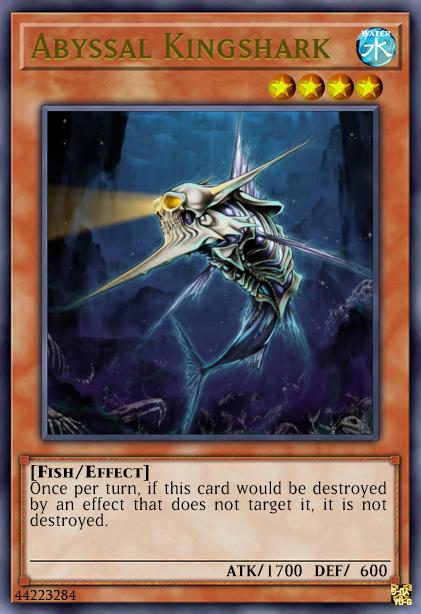 Abyssal Kingshark
WATER
水
[Fish/Effect]
Once per turn, if this card would be destroyed
by an effect that does not target it, it is not
destroyed.
ATK/1700 DEF/ 600
44223284